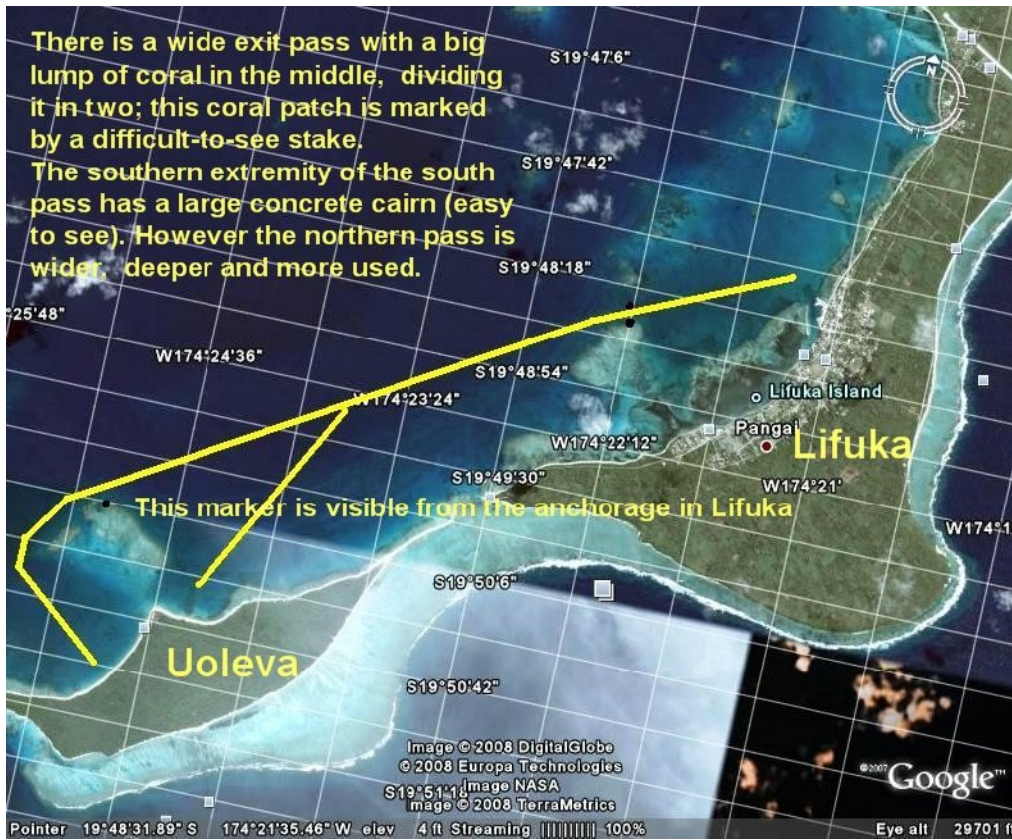 There is a wide exit pass with a big
lump of coral in the middle, dividing
it in two; this coral patch is marked
by a difficult-to-see stake.
The southern extremity of the south
pass has a large concrete cairn (easy
to see). However the northern pass is
wider, deeper and more used.
S19°47'6"
N
S19°47'42"
S19°48'18"
°25'48"
W174°24'36"
S19°48'54"
W174°23'24"
Lifuka Island
W174°22'12"
Pangai
Lifuka
S19°49'30"
W174°21'
This marker is visible from the anchorage in Lifuka
W174°1
S19°50'6"
Uoleva
S19°50'42"
Image © 2008 DigitalGlobe
© 2008 Europa Technologies
Image NASA
S19°51'18
Image © 2008 TerraMetrics
©2007 Google™
Pointer 19°48'31.89" S 174°21'35.46" W elev 4 ft Streaming |||||||||| 100% Eye alt 29701 f